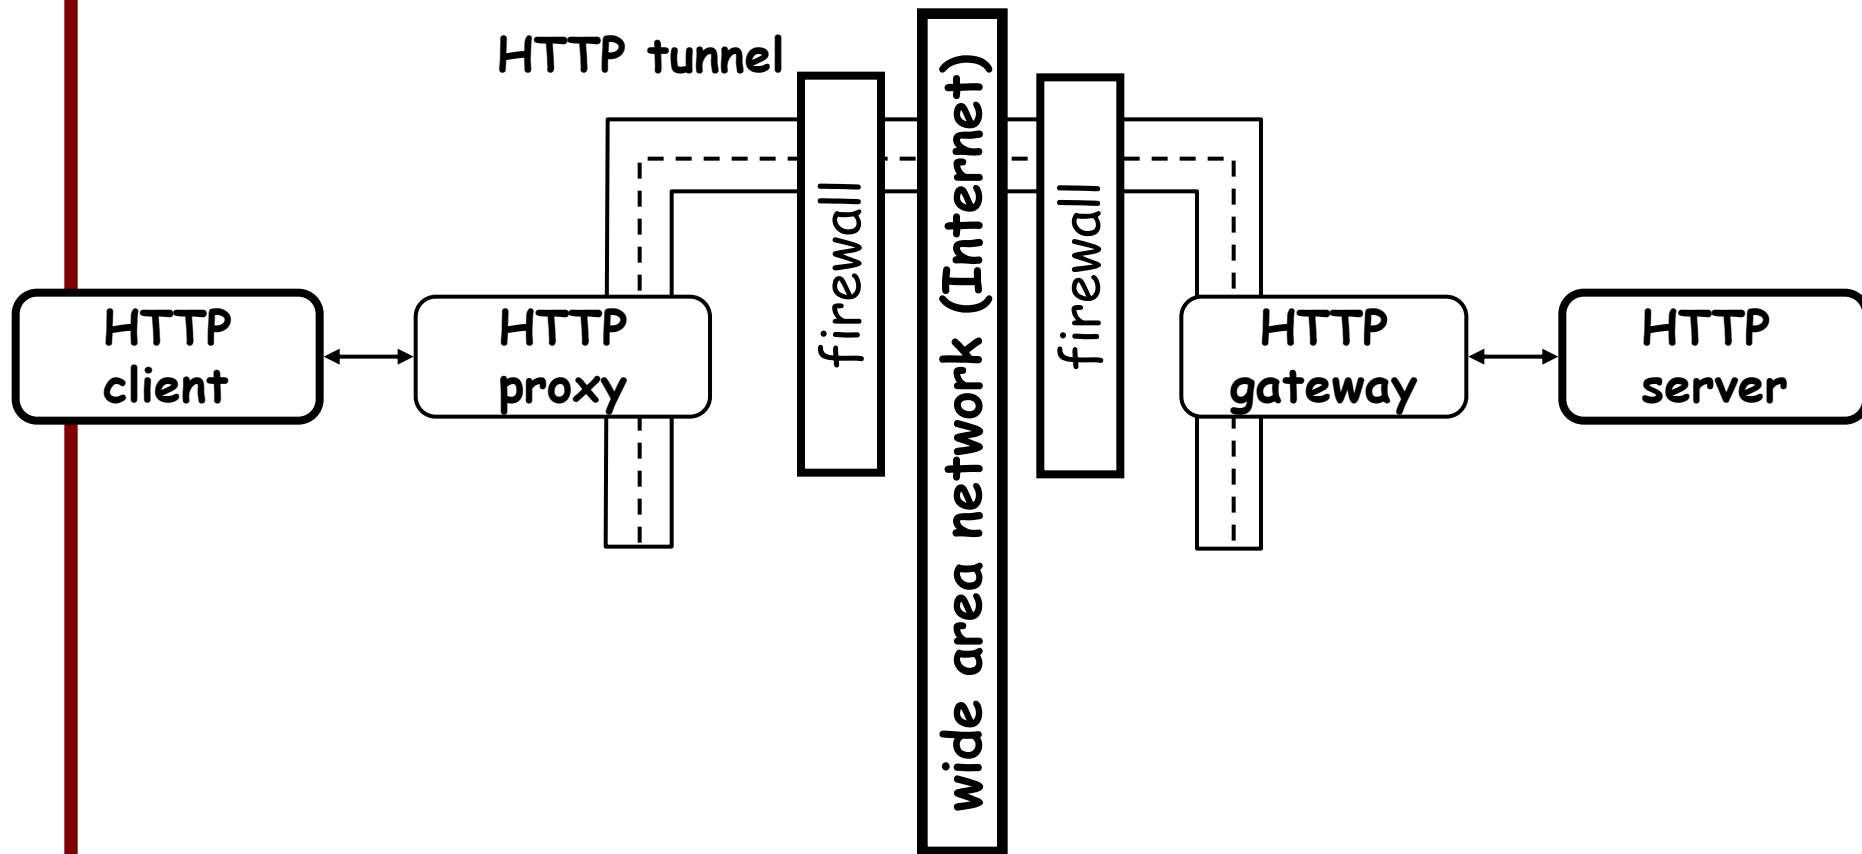 HTTP tunnel
HTTP
client
HTTP
proxy
firewall
wide area network (Internet)
firewall
HTTP
gateway
HTTP
server